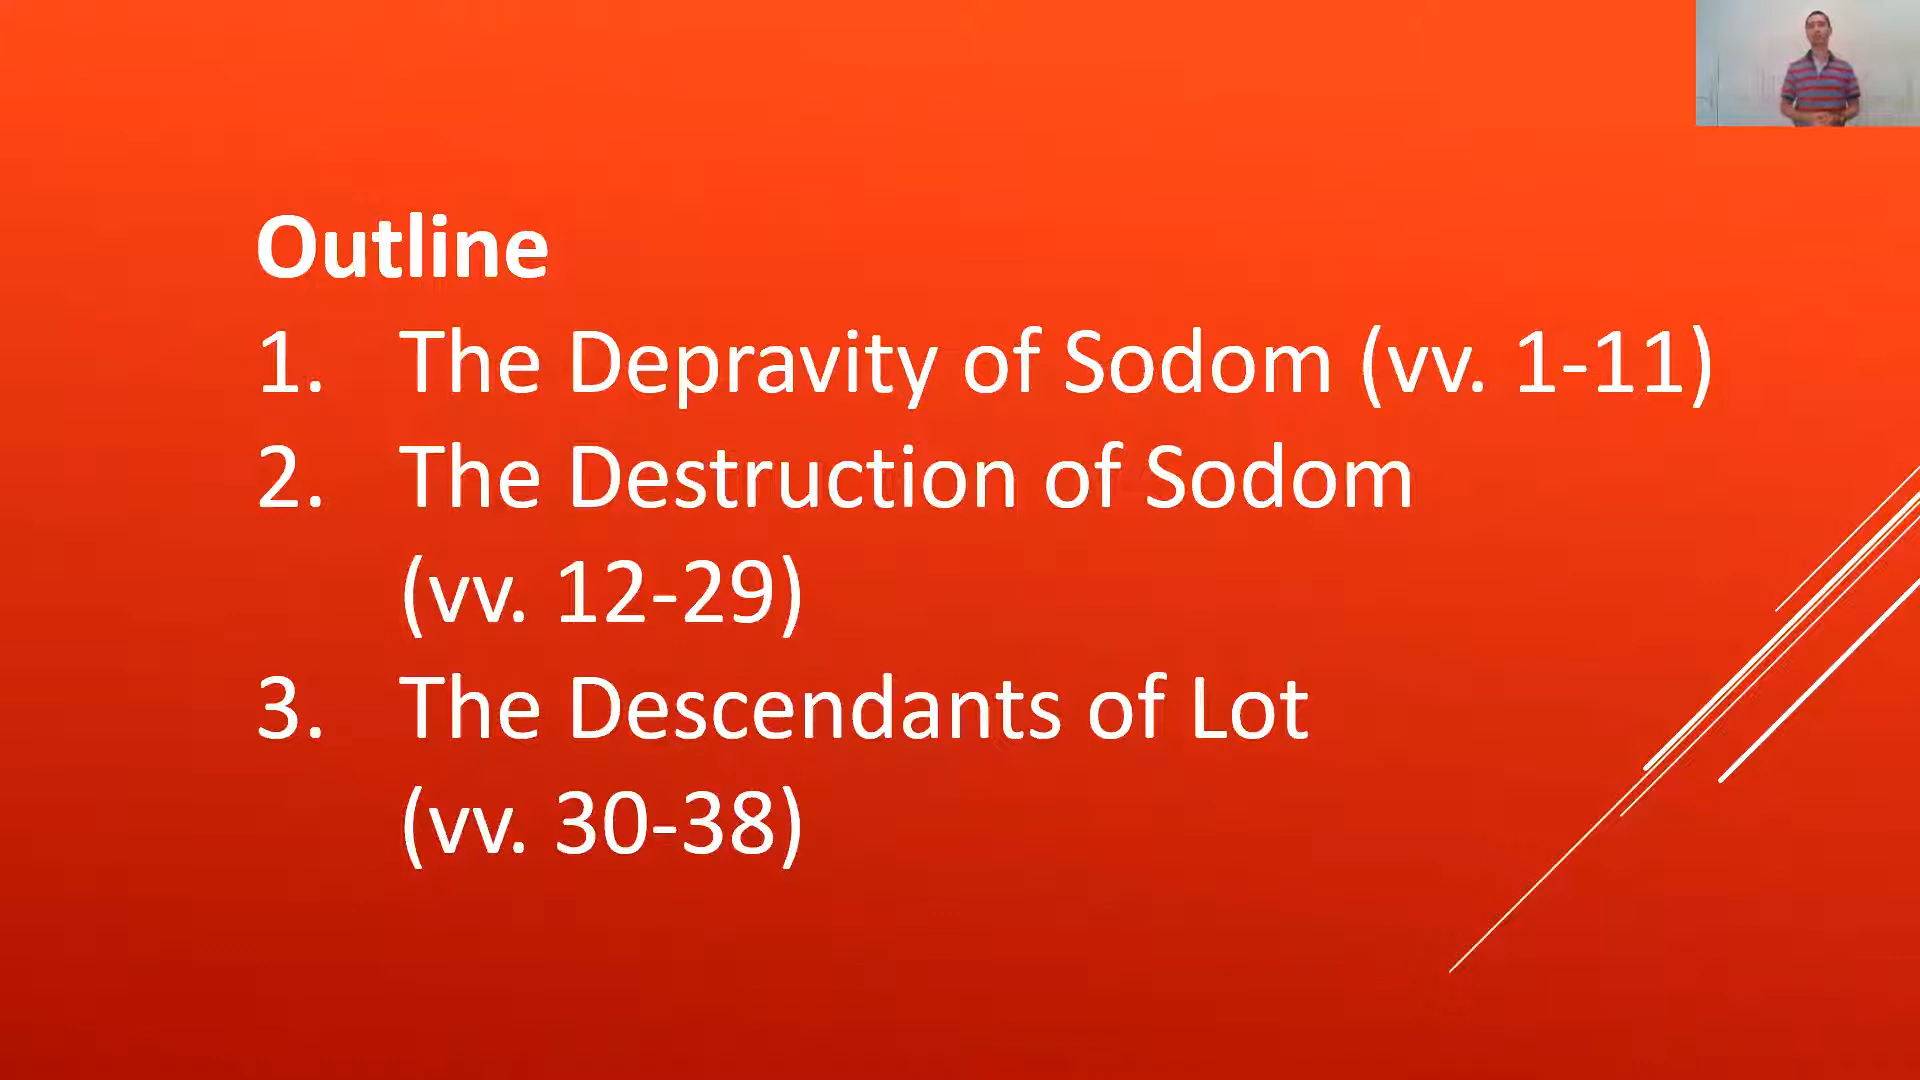 Outline
1. The Depravity of Sodom (vv. 1-11)
2. The Destruction of Sodom
(vv. 12-29)
3. The Descendants of Lot
(vv. 30-38)